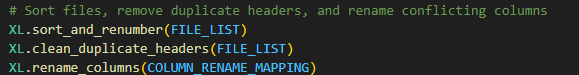 # Sort files, remove duplicate headers, and rename conflicting columns
XL.sort_and_renumber(FILE_LIST)
XL.clean_duplicate_headers(FILE_LIST)
XL.rename_columns(COLUMN_RENAME_MAPPING)